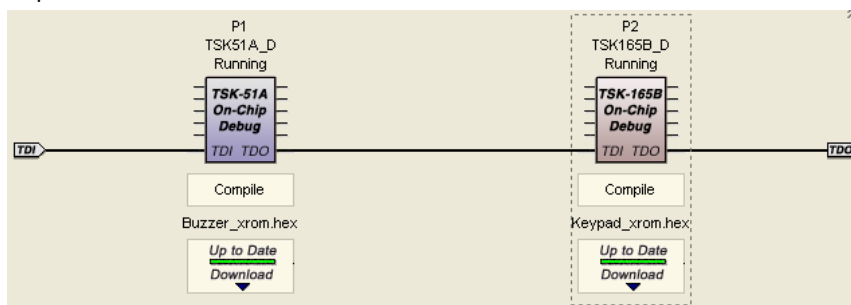 P1
TSK51A_D
Running
TSK-51A
On-Chip
Debug
TDI TDO
Compile
Buzzer_xrom.hex
Up to Date
Download
P2
TSK165B_D
Running
TSK-165B
On-Chip
Debug
TDI TDO
Compile
Keypad_xrom.hex
Up to Date
Download
TDI
TDO